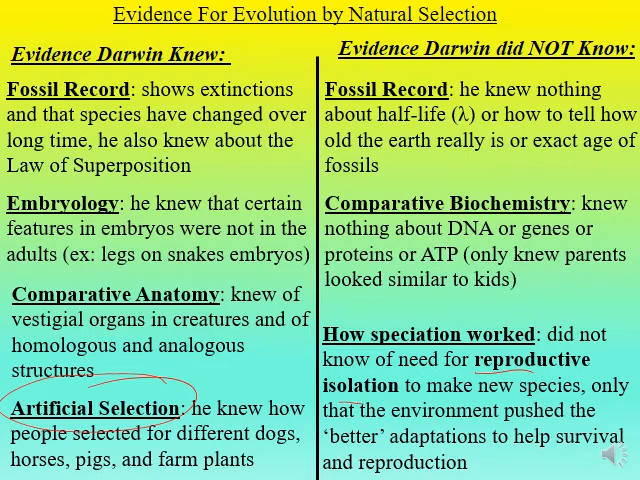 Evidence For Evolution by Natural Selection
Evidence Darwin Knew:
Fossil Record: shows extinctions
and that species have changed over
long time, he also knew about the
Law of Superposition
Embryology: he knew that certain
features in embryos were not in the
adults (ex: legs on snakes embryos)
Comparative Anatomy: knew of
vestigial organs in creatures and of
homologous and analogous
structures
Artificial Selection: he knew how
people selected for different dogs,
horses, pigs, and farm plants
Evidence Darwin did NOT Know:
Fossil Record: he knew nothing
about half-life (λ) or how to tell how
old the earth really is or exact age of
fossils
Comparative Biochemistry: knew
nothing about DNA or genes or
proteins or ATP (only knew parents
looked similar to kids)
How speciation worked: did not
know of need for reproductive
isolation to make new species, only
that the environment pushed the
‘better’ adaptations to help survival
and reproduction